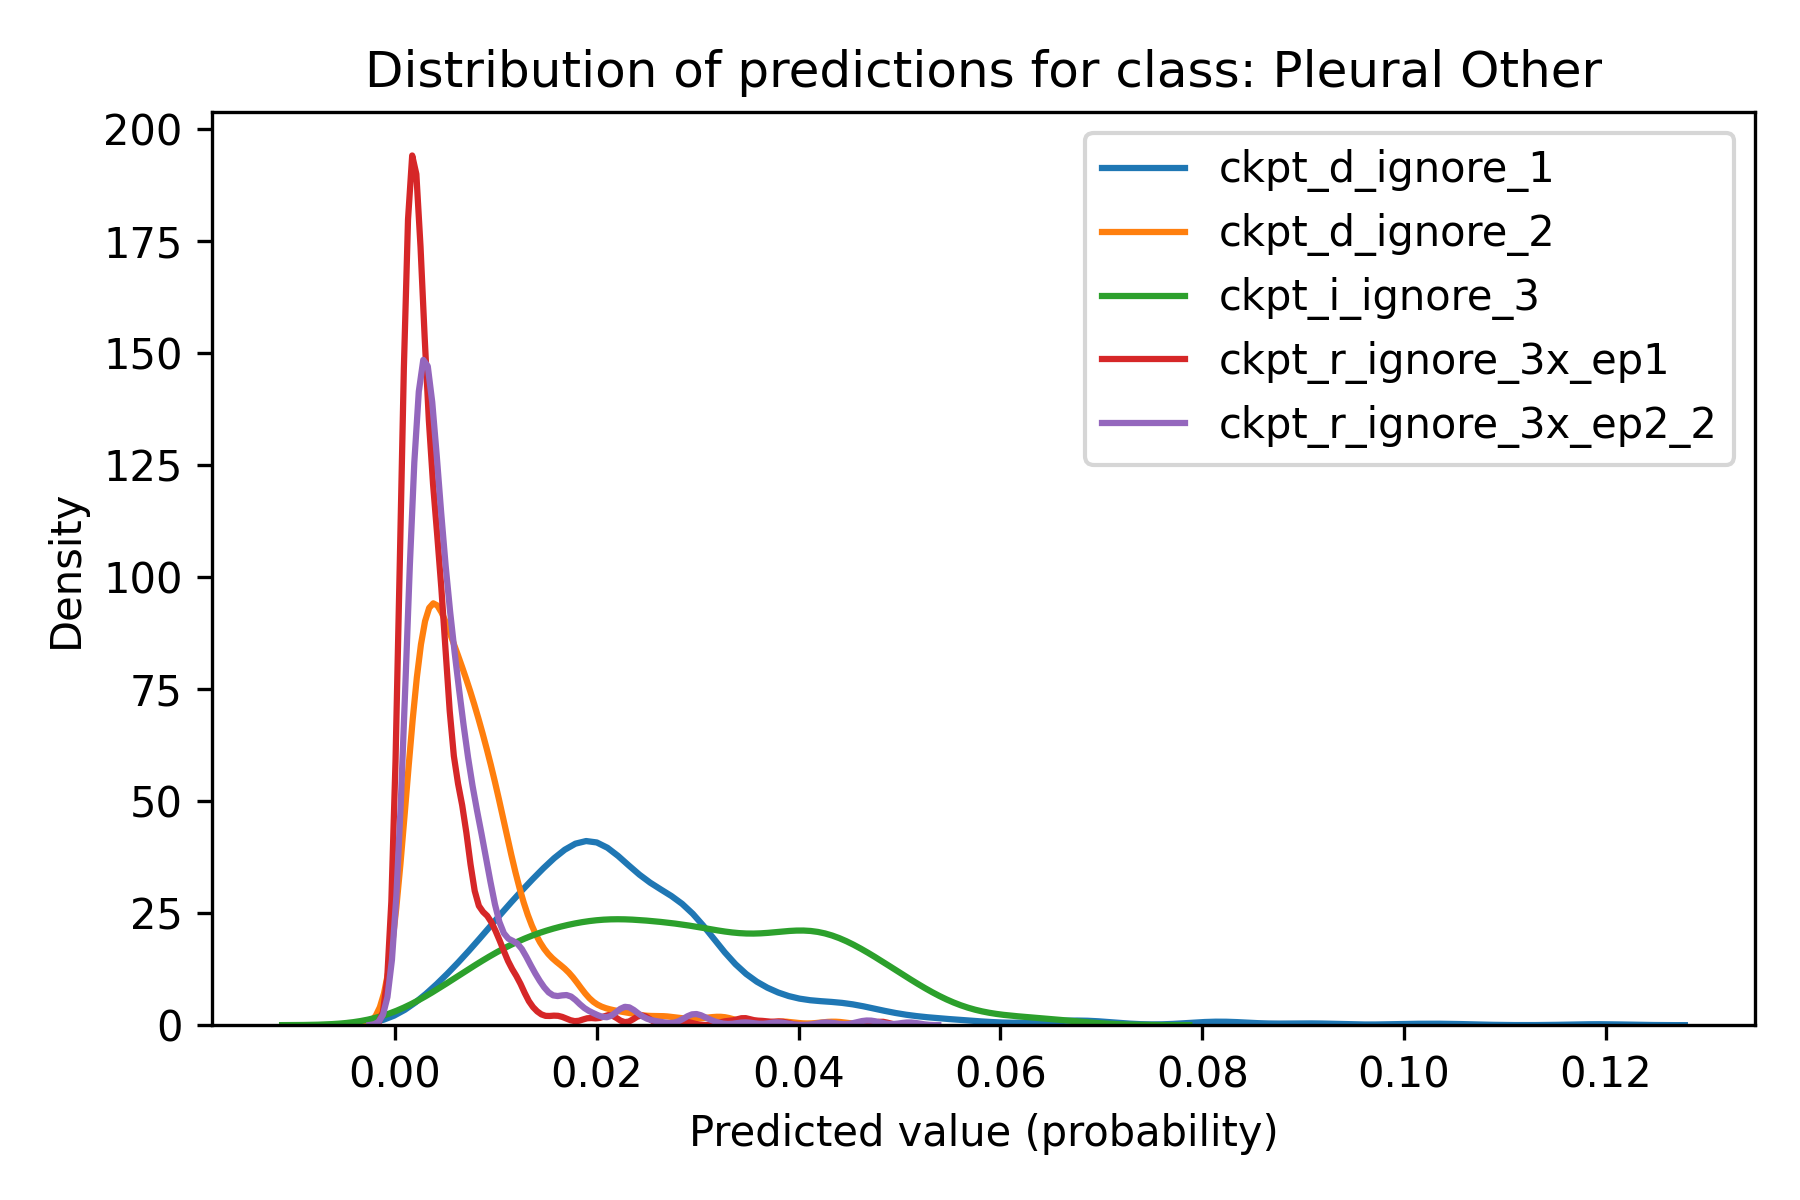 Distribution of predictions for class: Pleural Other
200
175
150
125
100
75
50
25
0
Density
ckpt_d_ignore_1
ckpt_d_ignore_2
ckpt_i_ignore_3
ckpt_r_ignore_3x_ep1
ckpt_r_ignore_3x_ep2_2
0.00 0.02 0.04 0.06 0.08 0.10 0.12
Predicted value (probability)